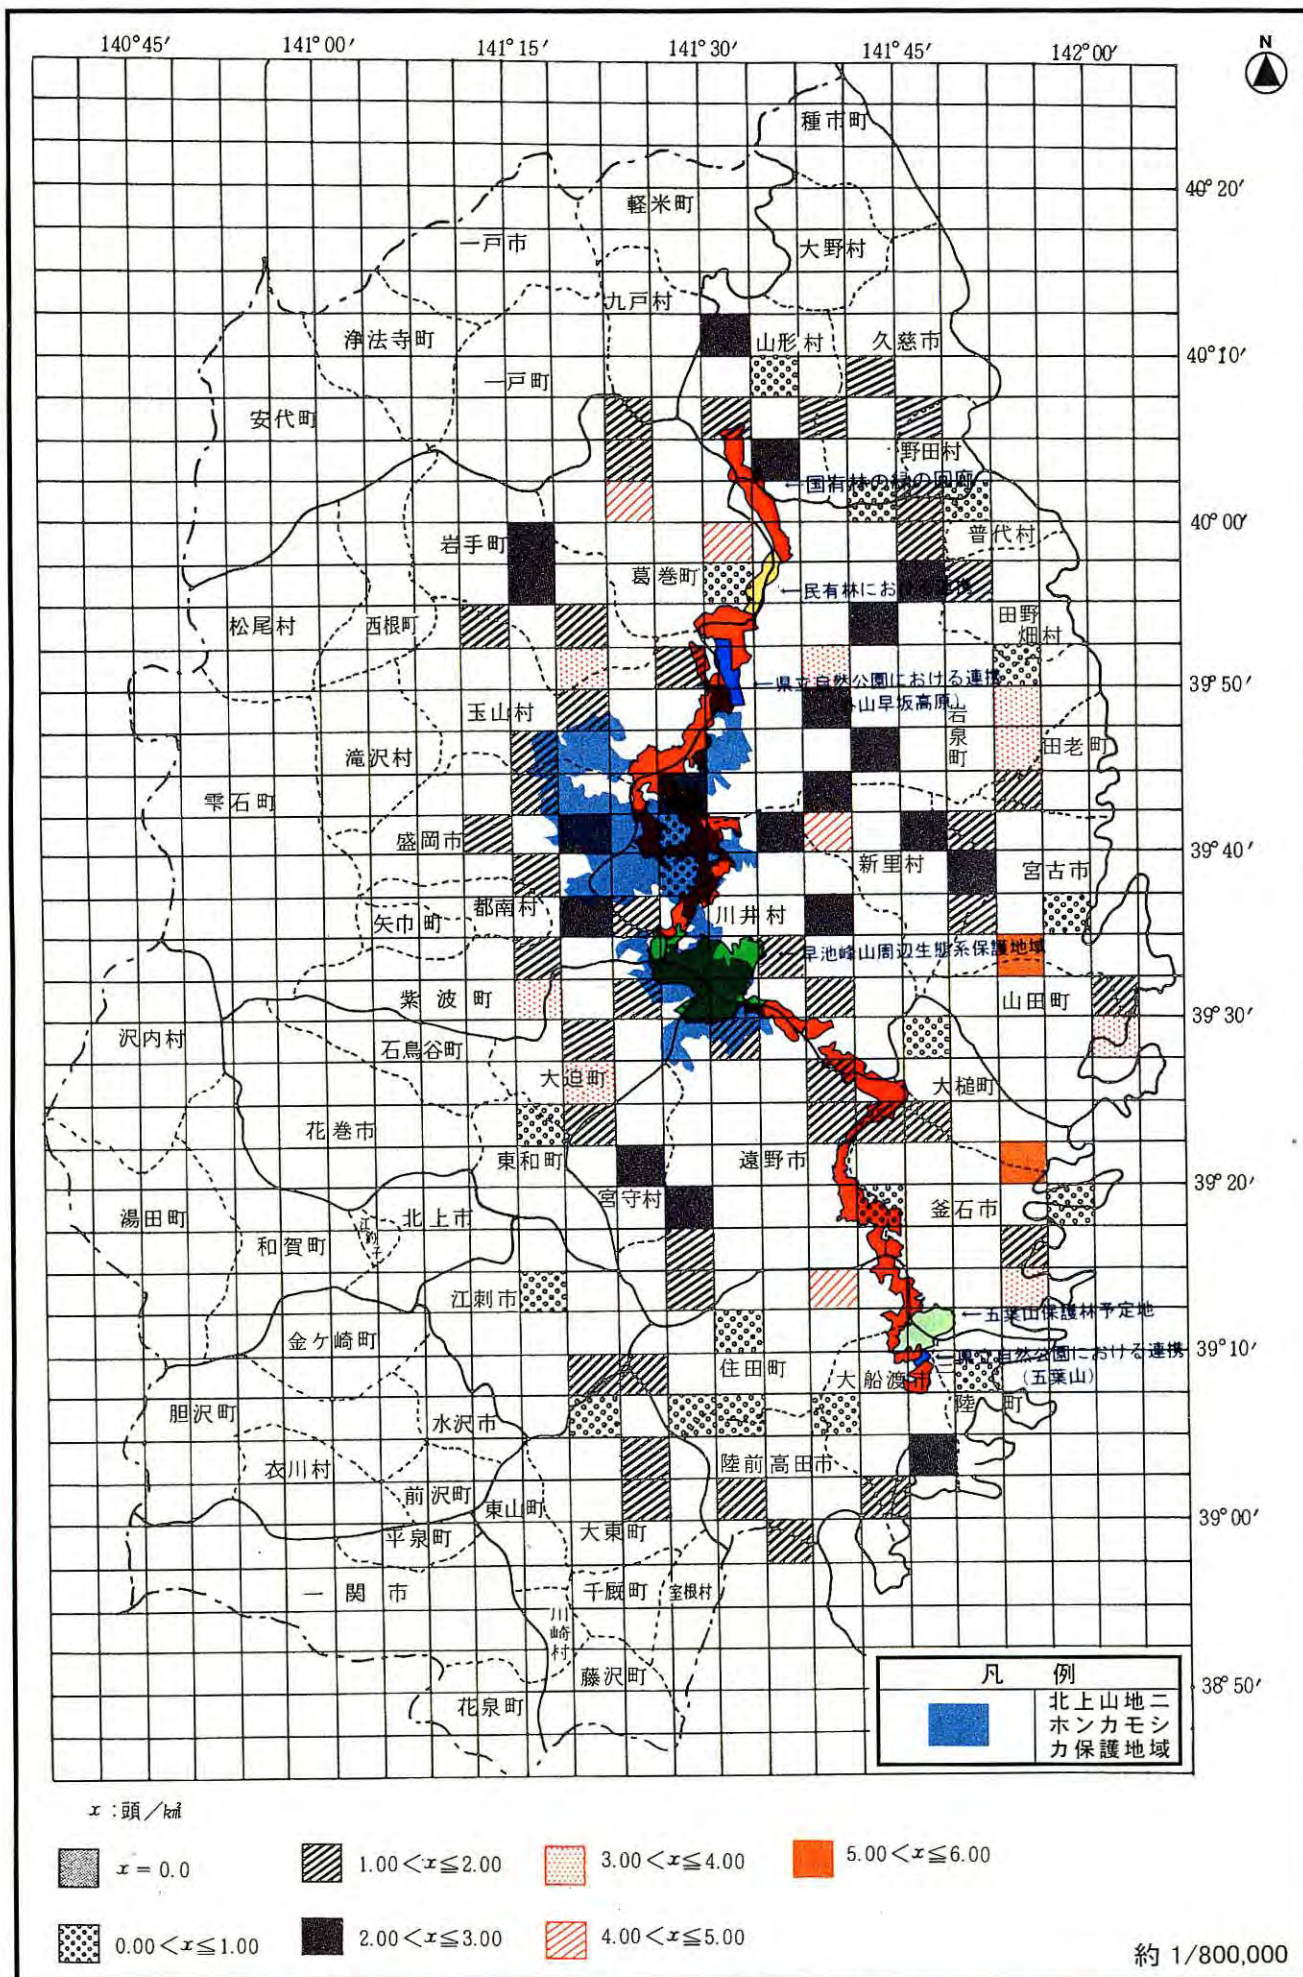 140°45′ 141°00′ 141°15′ 141°30′ 141°45′ 142°00′
N
種市町
40°20′
軽米町
一戸市
大野村
九戸村
浄法寺町
山形村
久慈市
40°10′
一戸町
安代町
野田村
←国有林の緑の回廊
40°00′
岩手町
普代村
葛巻町
←民有林における連携
松尾村
西根町
田野
畑村
←県立自然公園における連携
山早坂高原)
39°50′
玉山村
岩泉町
田老町
滝沢村
雫石町
盛岡市
39°40′
新里村
宮古市
都南村
川井村
矢巾町
←早池峰山周辺生態系保護地域
紫波町
山田町
39°30′
沢内村
石鳥谷町
大迫町
大槌町
花巻市
東和町
遠野市
39°20′
宮守村
湯田町
北上市
釜石市
和賀町
江釣子
江刺市
←五葉山保護林予定地
金ケ崎町
39°10′
住田町
←県立自然公園における連携
(五葉山)
大船渡市
胆沢町
水沢市
陸 町
衣川村
陸前高田市
前沢町
東山町
39°00′
大東町
平泉町
一関市
千厩町
室根村
川崎村
藤沢町
花泉町
38°50′
凡 例
北上山地ニ
ホンカモシ
カ保護地域
x:頭/km²
x=0.0
1.00<x≦2.00
3.00<x≦4.00
5.00<x≦6.00
0.00<x≦1.00
2.00<x≦3.00
4.00<x≦5.00
約 1/800,000